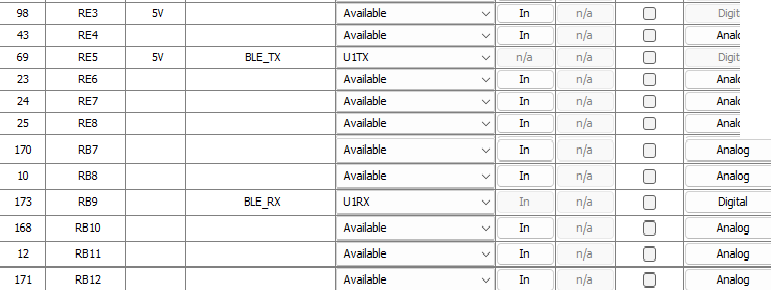 98 RE3 5V Available In n/a Digit
43 RE4 Available In n/a Analo
69 RE5 5V BLE_TX U1TX n/a n/a Digit
23 RE6 Available In n/a Analo
24 RE7 Available In n/a Analo
25 RE8 Available In n/a Analo
170 RB7 Available In n/a Analog
10 RB8 Available In n/a Analog
173 RB9 BLE_RX U1RX In n/a Digital
168 RB10 Available In n/a Analog
12 RB11 Available In n/a Analog
171 RB12 Available In n/a Analog